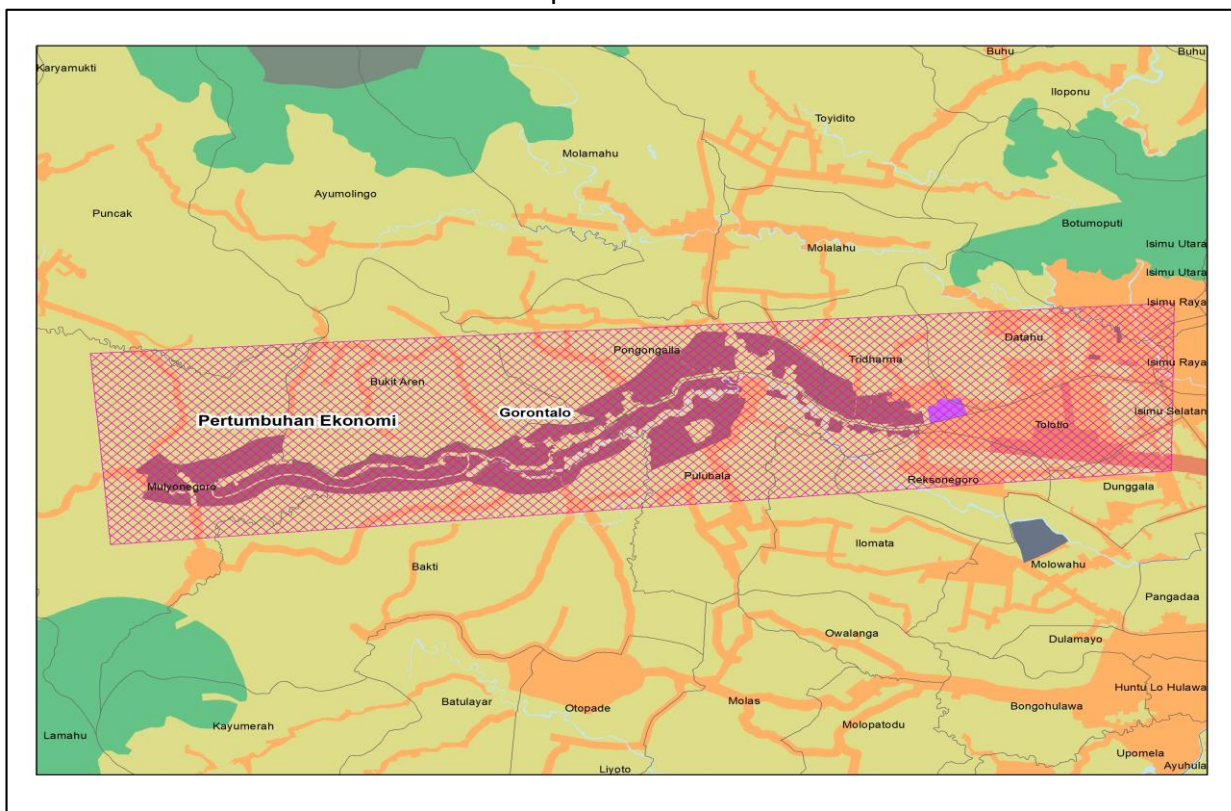 Buhu
Buhu
Karyamukti
Iloponu
Toyidito
Molamahu
Ayumolingo
Puncak
Botumoputi
Isimu Utara
Molalahu
Isimu Utara
Isimu Raya
Datahu
Pongongaila
Tridharma
Isimu Raya
Bukit Aren
Pertumbuhan Ekonomi
Gorontalo
Isimu Selatan
Tolotio
Mulyonegoro
Pulubala
Reksonegoro
Dunggala
Ilomata
Bakti
Molowahu
Pangadaa
Owalanga
Dulamayo
Huntu Lo Hulawa
Batulayar
Otopade
Molas
Bongohulawa
Kayumerah
Molopatodu
Lamahu
Upomela
Liyoto
Ayuhula